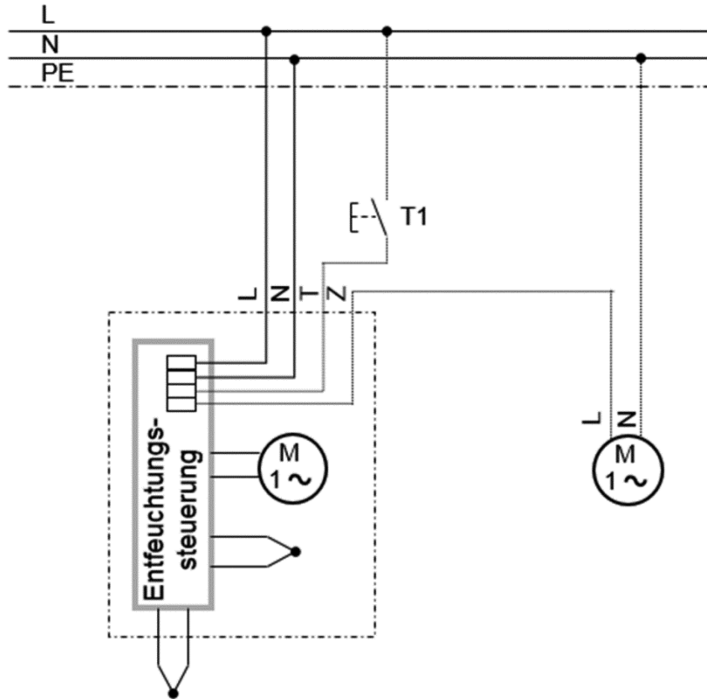 L
N
PE
T1
L
N
T
Z
L
N
Entfeuchtungs-
steuerung
M
1 ~
M
1 ~